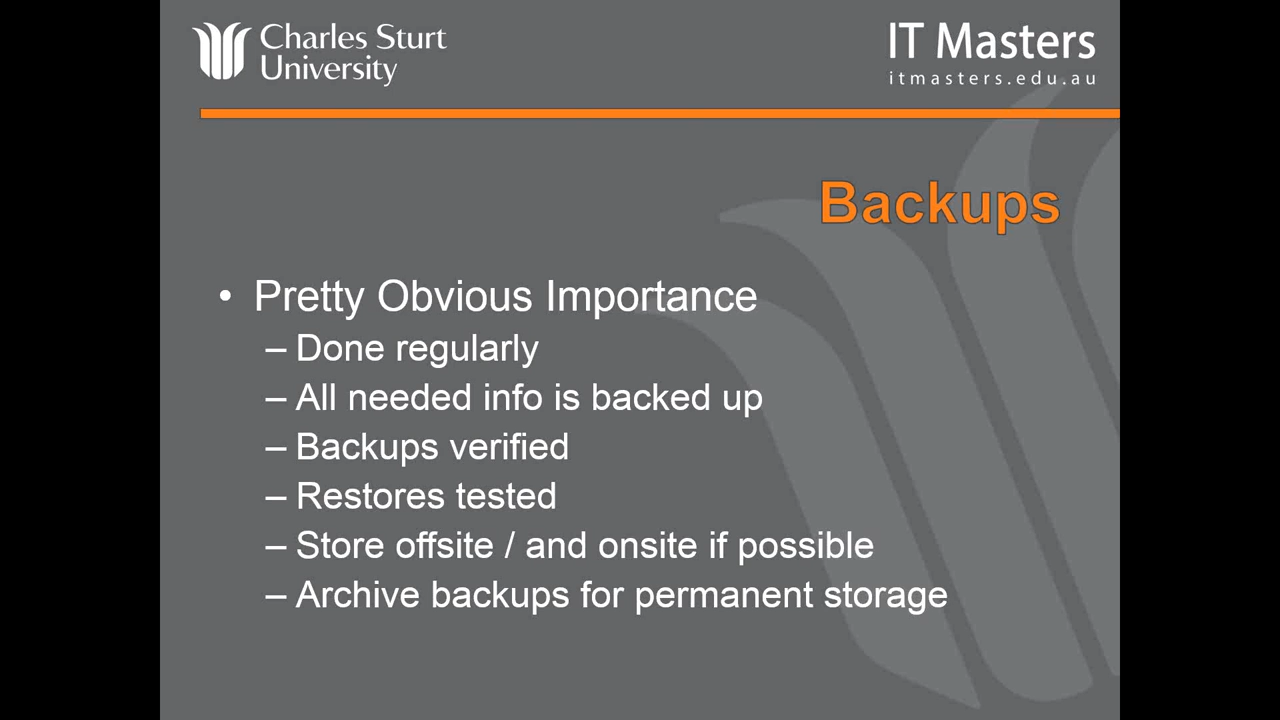 Charles Sturt
University
IT Masters
itmasters.edu.au
Backups
• Pretty Obvious Importance
– Done regularly
– All needed info is backed up
– Backups verified
– Restores tested
– Store offsite / and onsite if possible
– Archive backups for permanent storage